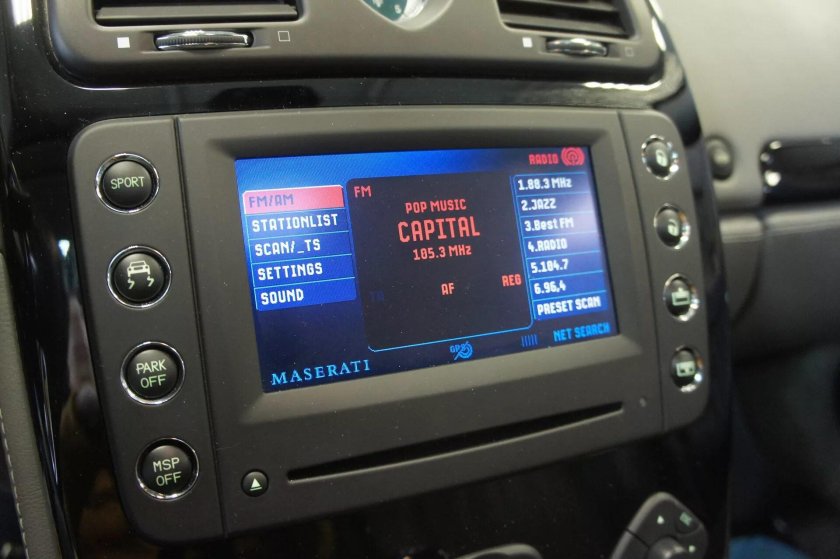 SPORT
PARK
OFF
MSP
OFF
RADIO
FM/AM
STATIONLIST
SCAN/_TS
SETTINGS
SOUND
FM
POP MUSIC
CAPITAL
105.3 MHz
AF
REG
1.88.3 MHz
2.JAZZ
3.Best FM
4.RADIO
5.104.7
6.96,4
PRESET SCAN
NET SEARCH
GPS
MASERATI